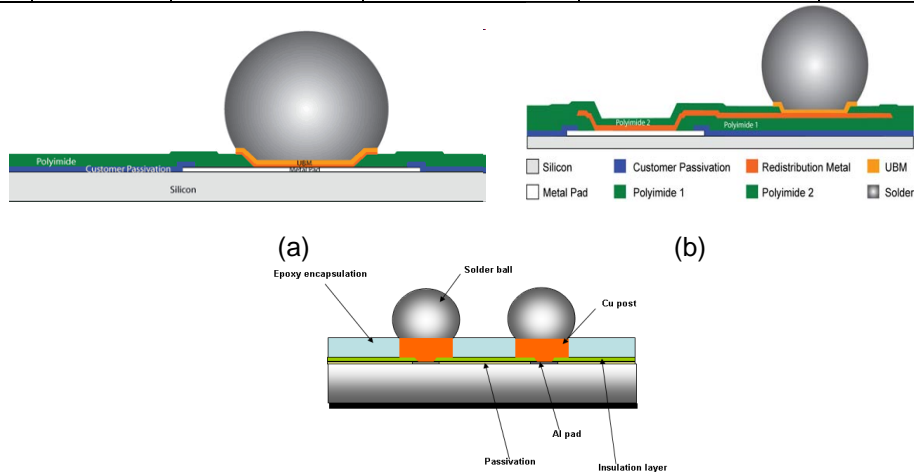 Polyimide
Customer Passivation
UBM
Metal Pad
Silicon
Polyimide 2
Polyimide 1
Silicon
Customer Passivation
Redistribution Metal
UBM
Metal Pad
Polyimide 1
Polyimide 2
Solder
(a)
(b)
Epoxy encapsulation
Solder ball
Cu post
Al pad
Passivation
Insulation layer